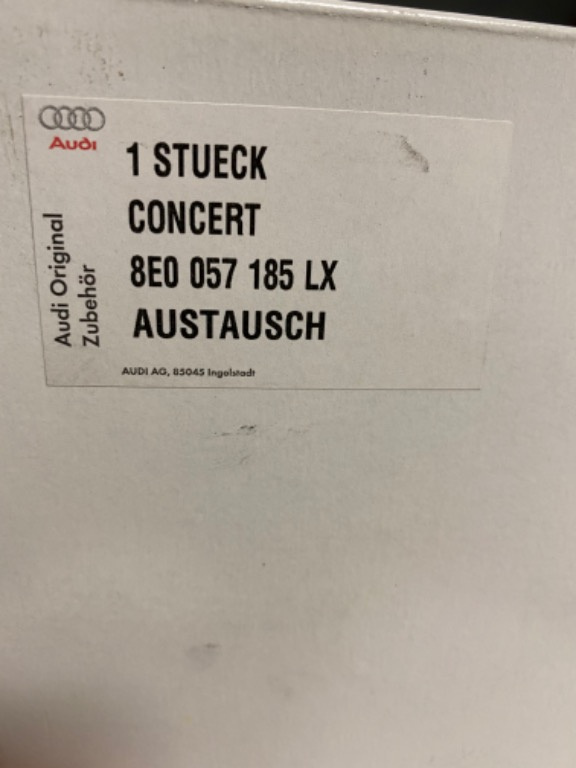 Audi
Audi Original
Zubehör
1 STUECK
CONCERT
8E0 057 185 LX
AUSTAUSCH
AUDI AG, 85045 Ingolstadt